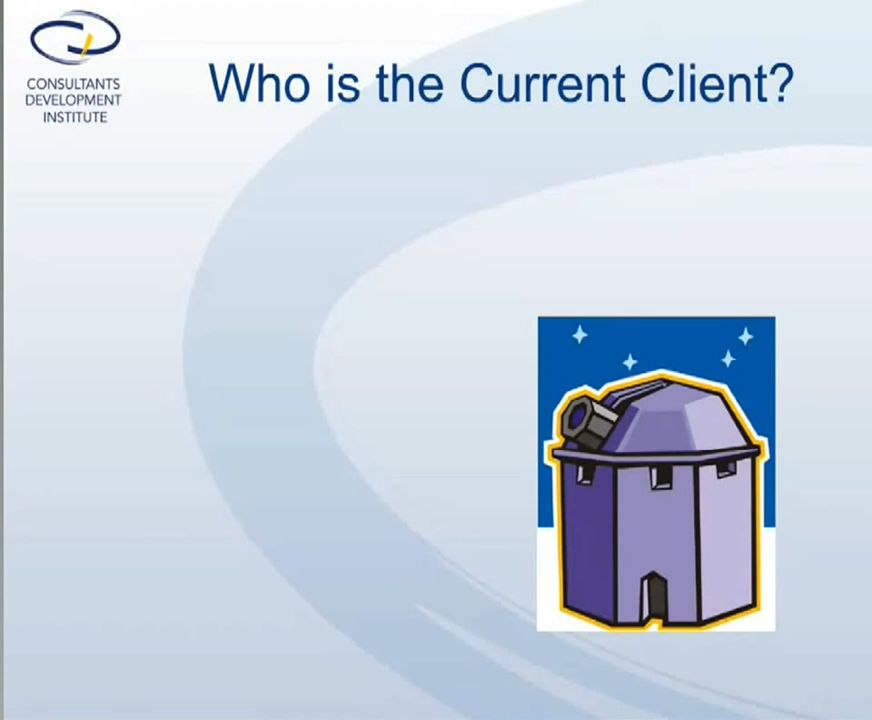 CONSULTANTS
DEVELOPMENT
INSTITUTE
Who is the Current Client?